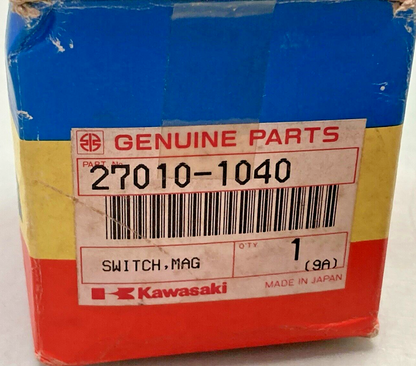 GENUINE PARTS
PART No.
27010-1040
SWITCH,MAG
Q'TY 1
(9A)
Kawasaki
MADE IN JAPAN